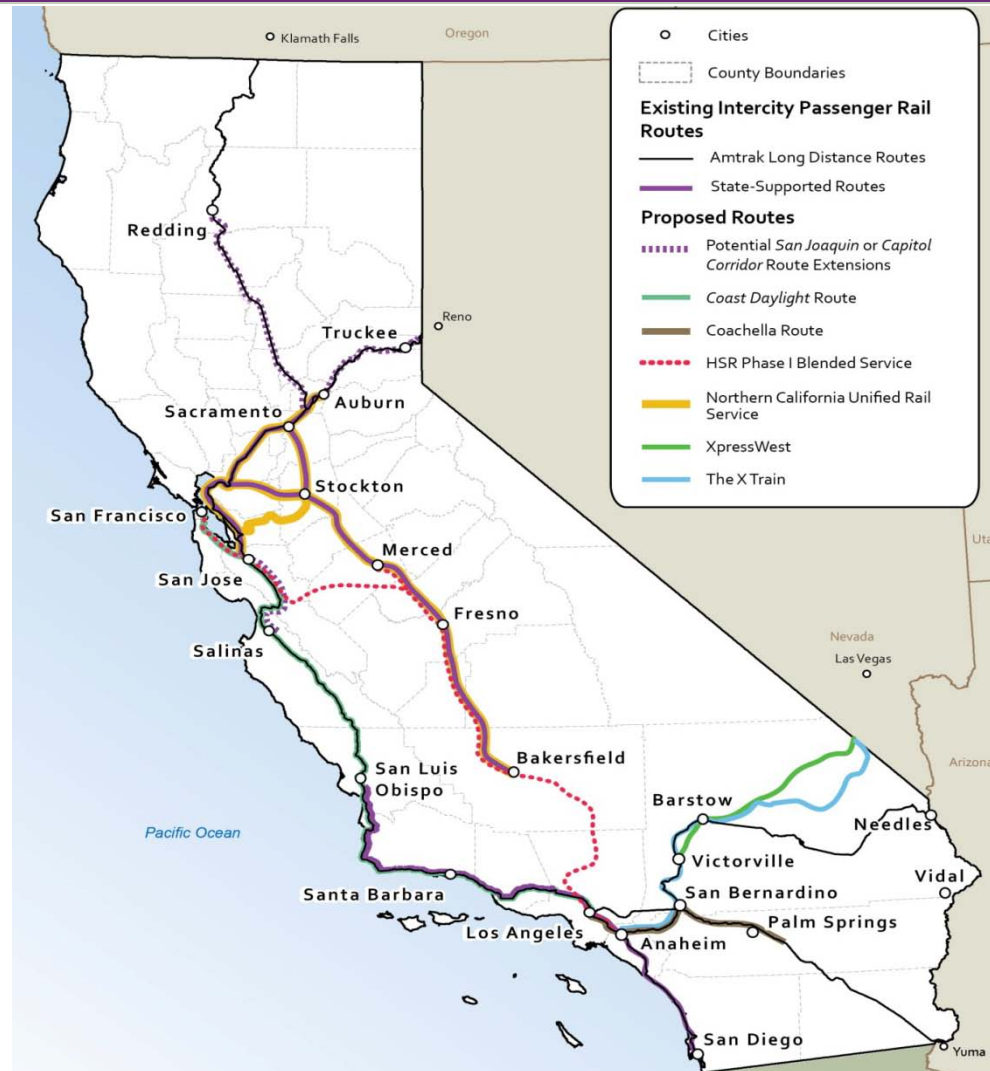 Klamath Falls
Oregon
Cities
County Boundaries
Existing Intercity Passenger Rail
Routes
Amtrak Long Distance Routes
State-Supported Routes
Proposed Routes
Potential San Joaquin or Capitol
Corridor Route Extensions
Coast Daylight Route
Coachella Route
HSR Phase I Blended Service
Northern California Unified Rail
Service
XpressWest
The X Train
Redding
Truckee
Reno
Auburn
Sacramento
Stockton
San Francisco
Merced
San Jose
Fresno
Salinas
Nevada
Las Vegas
San Luis
Obispo
Bakersfield
Pacific Ocean
Barstow
Needles
Victorville
Vidal
Santa Barbara
San Bernardino
Los Angeles
Palm Springs
Anaheim
San Diego
Yuma
Uta
Arizona